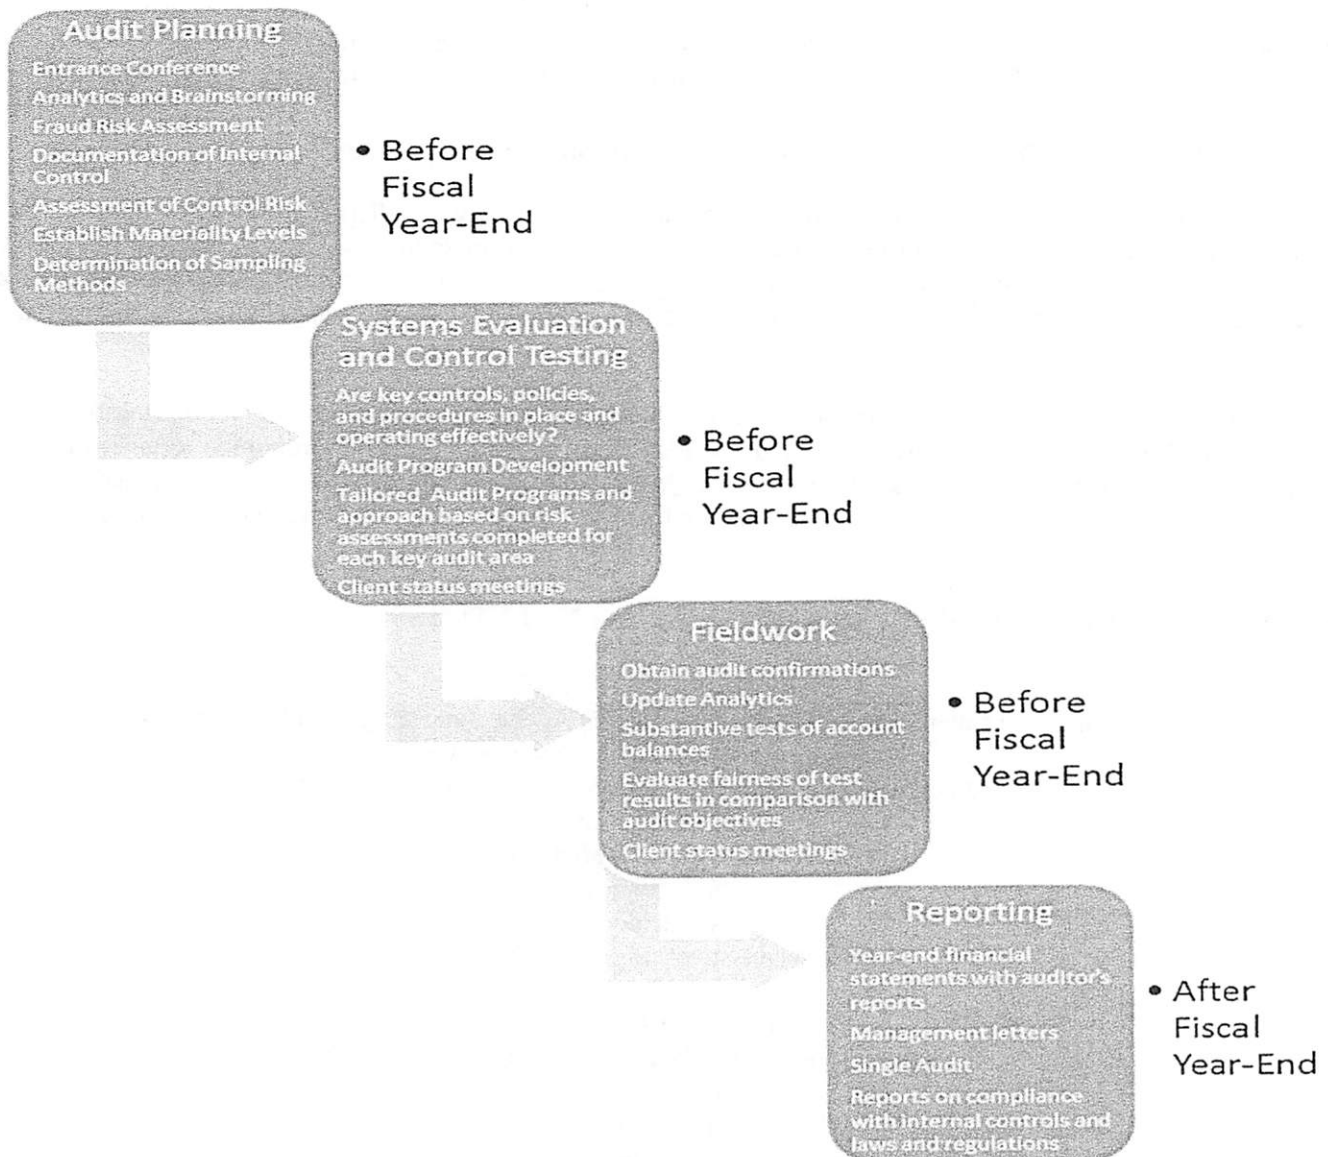 Audit Planning
Entrance Conference
Analytics and Brainstorming
Fraud Risk Assessment
Documentation of Internal
Control
Assessment of Control Risk
Establish Materiality Levels
Determination of Sampling
Methods
• Before
Fiscal
Year-End
Systems Evaluation
and Control Testing
Are key controls, policies,
and procedures in place and
operating effectively?
Audit Program Development
Tailored Audit Programs and
approach based on risk
assessments completed for
each key audit area
Client status meetings
• Before
Fiscal
Year-End
Fieldwork
Obtain audit confirmations
Update Analytics
Substantive tests of account
balances
Evaluate fairness of test
results in comparison with
audit objectives
Client status meetings
• Before
Fiscal
Year-End
Reporting
Year-end financial
statements with auditor's
reports
Management letters
Single Audit
Reports on compliance
with internal controls and
laws and regulations
• After
Fiscal
Year-End